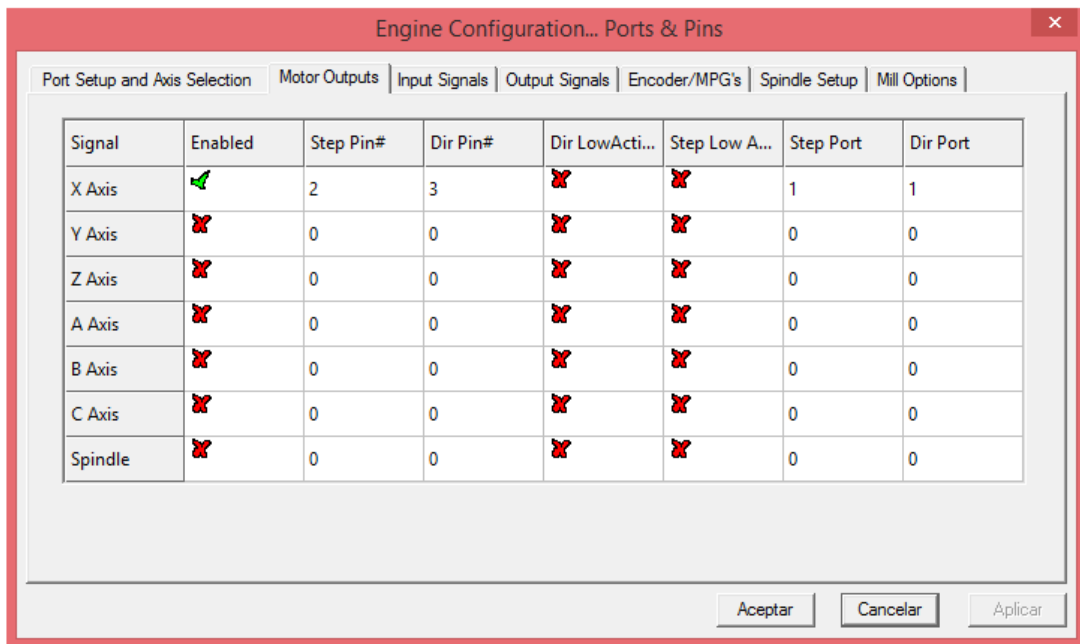 Engine Configuration... Ports & Pins
Port Setup and Axis Selection Motor Outputs Input Signals Output Signals Encoder/MPG's Spindle Setup Mill Options
Signal Enabled Step Pin# Dir Pin# Dir LowActi... Step Low A... Step Port Dir Port
X Axis 2 3 1 1
Y Axis 0 0 0 0
Z Axis 0 0 0 0
A Axis 0 0 0 0
B Axis 0 0 0 0
C Axis 0 0 0 0
Spindle 0 0 0 0
Aceptar Cancelar Aplicar